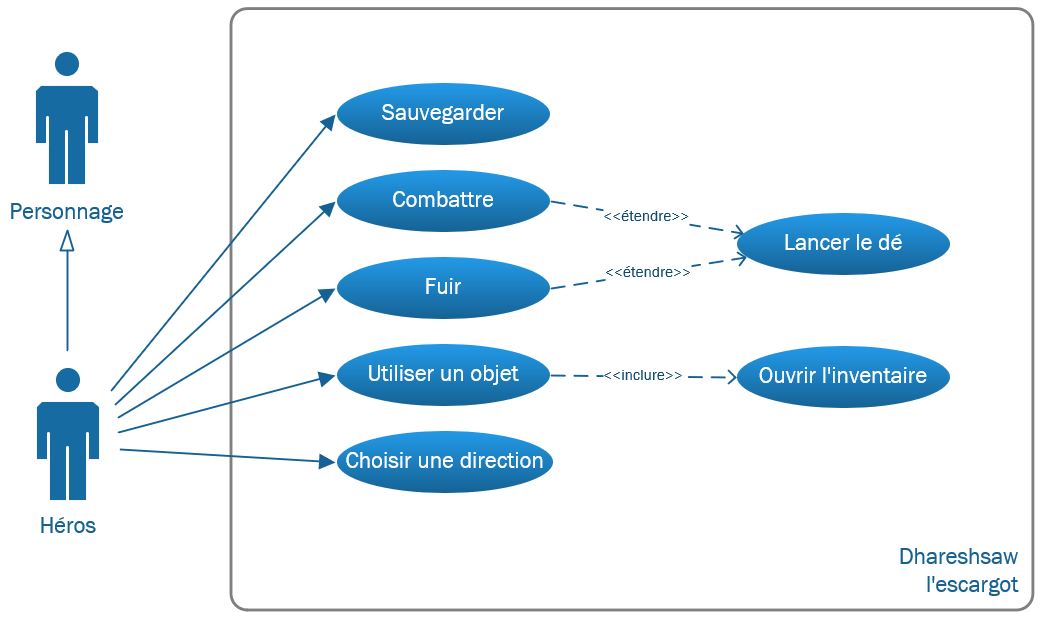 Sauvegarder
Combattre
<<étendre>>
Lancer le dé
Personnage
Fuir
<<étendre>>
Utiliser un objet
<<inclure>>
Ouvrir l'inventaire
Choisir une direction
Héros
Dhareshsaw
l'escargot